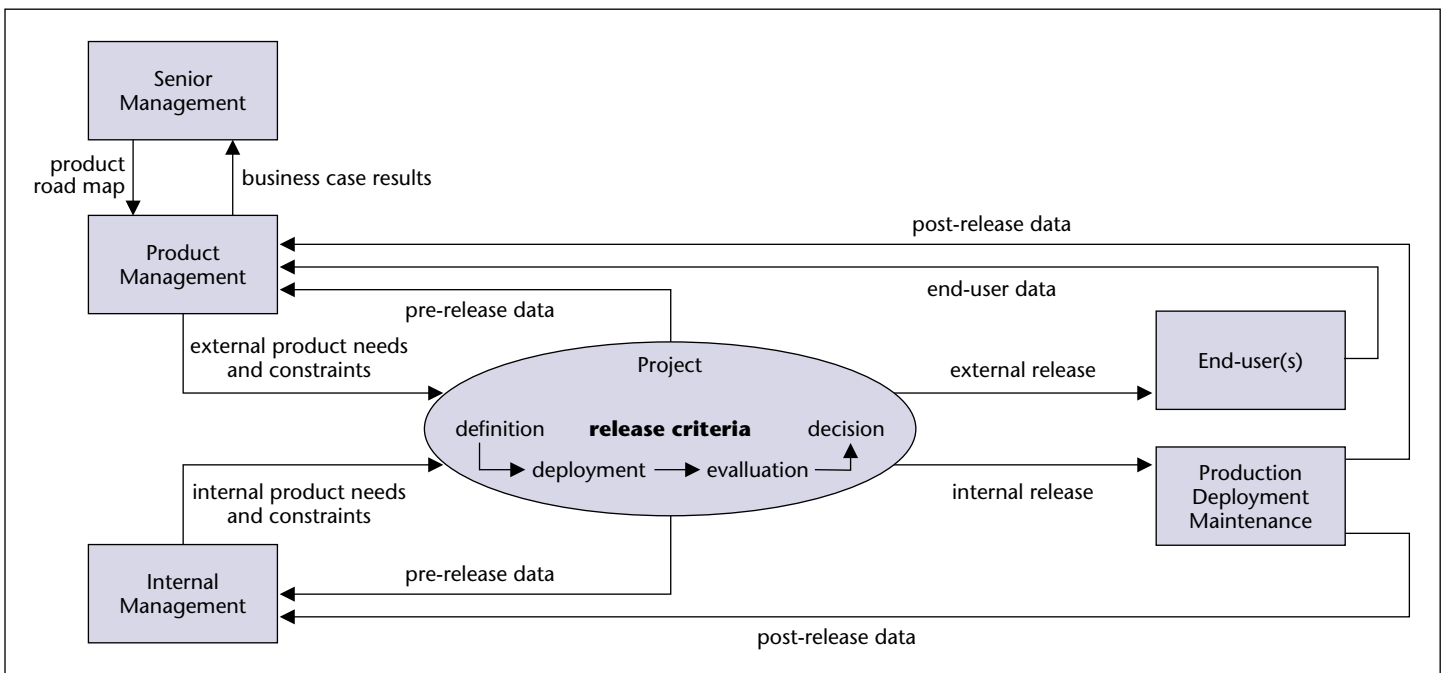 Senior
Management
product
road map
business case results
Product
Management
post-release data
end-user data
pre-release data
external product needs
and constraints
Project
external release
End-user(s)
definition release criteria decision
deployment evalluation
internal product needs
and constraints
internal release
Production
Deployment
Maintenance
Internal
Management
pre-release data
post-release data